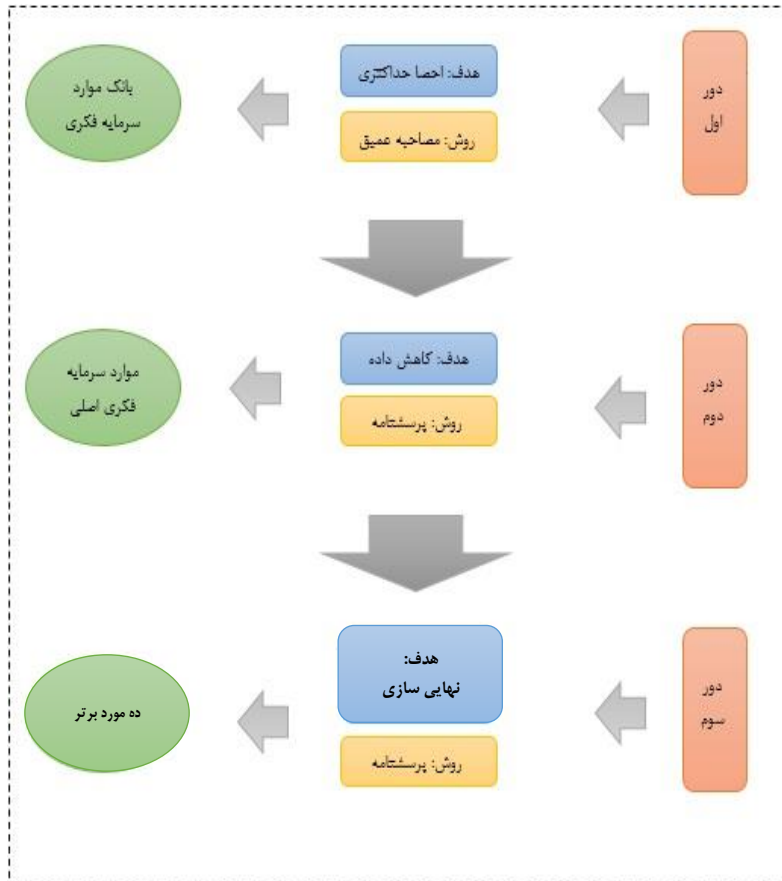 دور
اول
هدف: احصا حداکثری
روش: مصاحبه عمیق
بانک موارد
سرمایه فکری
دور
دوم
هدف: کاهش داده
روش: پرسشنامه
موارد سرمایه
فکری اصلی
دور
سوم
هدف:
نهایی سازی
روش: پرسشنامه
ده مورد برتر